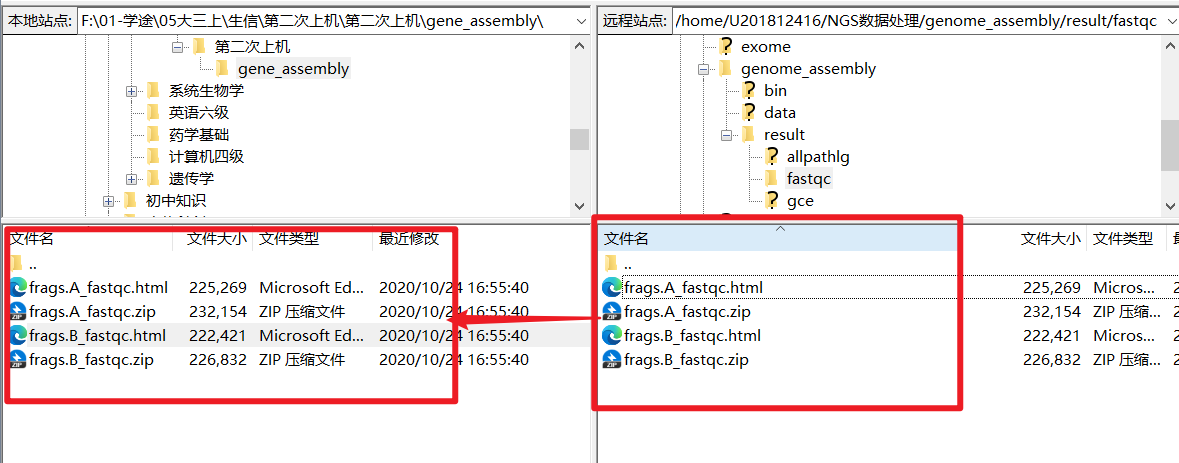 本地站点: F:\01-学途\05大三上\生信\第二次上机\第二次上机\gene_assembly\
第二次上机
gene_assembly
系统生物学
英语六级
药学基础
计算机四级
遗传学
初中知识
文件名 文件大小 文件类型 最近修改
..
frags.A_fastqc.html 225,269 Microsoft Ed... 2020/10/24 16:55:40
frags.A_fastqc.zip 232,154 ZIP 压缩文件 2020/10/24 16:55:40
frags.B_fastqc.html 222,421 Microsoft Ed... 2020/10/24 16:55:40
frags.B_fastqc.zip 226,832 ZIP 压缩文件 2020/10/24 16:55:40
远程站点: /home/U201812416/NGS数据处理/genome_assembly/result/fastqc
? exome
genome_assembly
? bin
? data
result
? allpathlg
fastqc
? gce
文件名 文件大小 文件类型
..
frags.A_fastqc.html 225,269 Micros... 2
ZIP frags.A_fastqc.zip 232,154 ZIP 压缩... 2
frags.B_fastqc.html 222,421 Micros... 2
ZIP frags.B_fastqc.zip 226,832 ZIP 压缩... 2